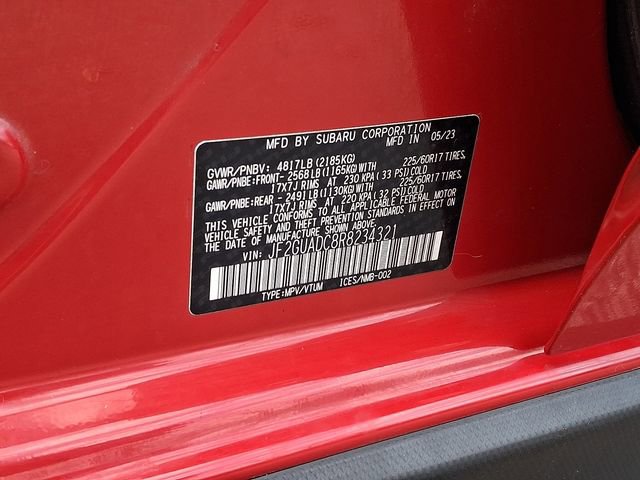 MFD BY SUBARU CORPORATION
MFD IN 05/23
GVWR/PNBV: 4817LB(2185KG)
GAWR/PNBE:FRONT- 2568LB(1165KG)WITH 225/60R17 TIRES,
17X7J RIMS AT 230 KPA(33 PSI)COLD
GAWR/PNBE:REAR - 2491LB(1130KG)WITH 225/60R17 TIRES,
17X7J RIMS AT 220 KPA(32 PSI)COLD
THIS VEHICLE CONFORMS TO ALL APPLICABLE FEDERAL MOTOR
VEHICLE SAFETY AND THEFT PREVENTION STANDARDS IN EFFECT ON
THE DATE OF MANUFACTURE SHOWN ABOVE.
VIN: JF2GUADC8R8234321
TYPE:MPV/VTUM ICES/NMB-002